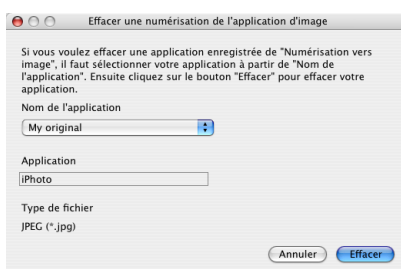 Effacer une numérisation de l'application d'image
Si vous voulez effacer une application enregistrée de "Numérisation vers
image", il faut sélectionner votre application à partir de "Nom de
l'application". Ensuite cliquez sur le bouton "Effacer" pour effacer votre
application.
Nom de l'application
My original
Application
iPhoto
Type de fichier
JPEG (*.jpg)
Annuler Effacer